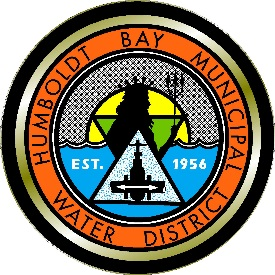 HUMBOLDT BAY MUNICIPAL
WATER DISTRICT
EST. 1956